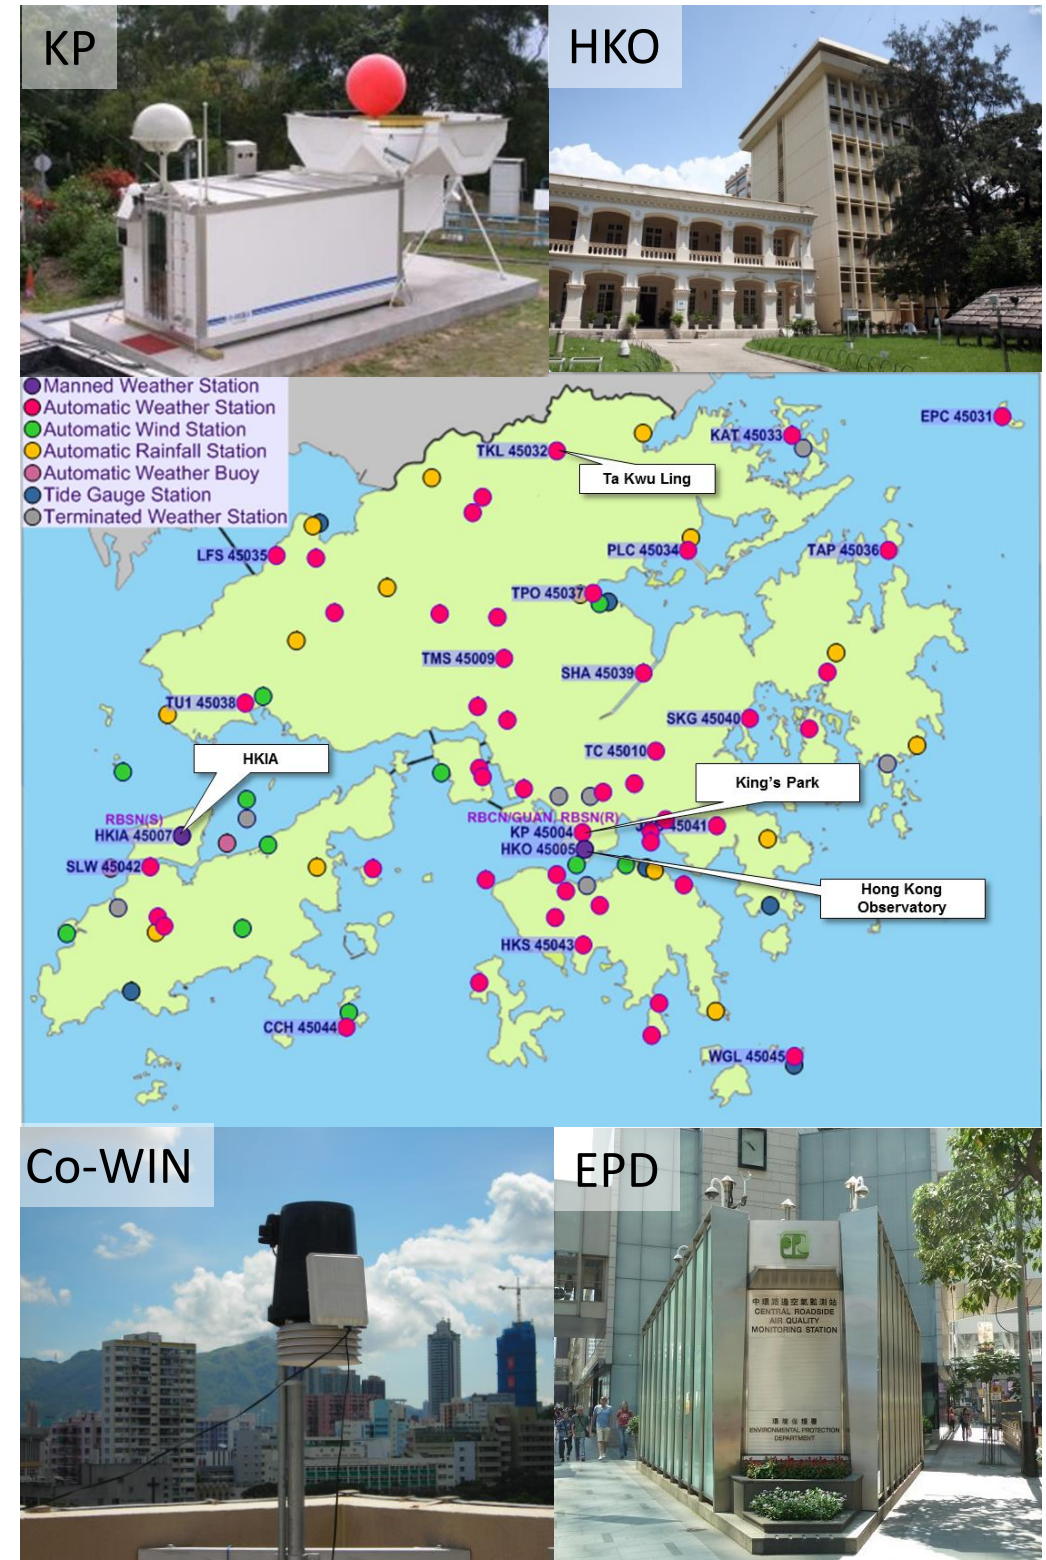 KP
HKO
Manned Weather Station
Automatic Weather Station
Automatic Wind Station
Automatic Rainfall Station
Automatic Weather Buoy
Tide Gauge Station
Terminated Weather Station
EPC 45031
KAT 45033
TKL 45032
Ta Kwu Ling
LFS 45035
PLC 45034
TAP 45036
TPO 45037
TMS 45009
SHA 45039
TU1 45038
SKG 45040
TC 45010
HKIA
King's Park
RBSN(S)
HKIA 45007
RBCN/GUAN, RBSN(R)
KP 45004
45041
HKO 45005
SLW 45042
Hong Kong
Observatory
HKS 45043
CCH 45044
WGL 45045
Co-WIN
EPD
中環路邊空氣監測站
CENTRAL ROADSIDE
AIR QUALITY
MONITORING STATION
環境保護署
ENVIRONMENTAL PROTECTION
DEPARTMENT